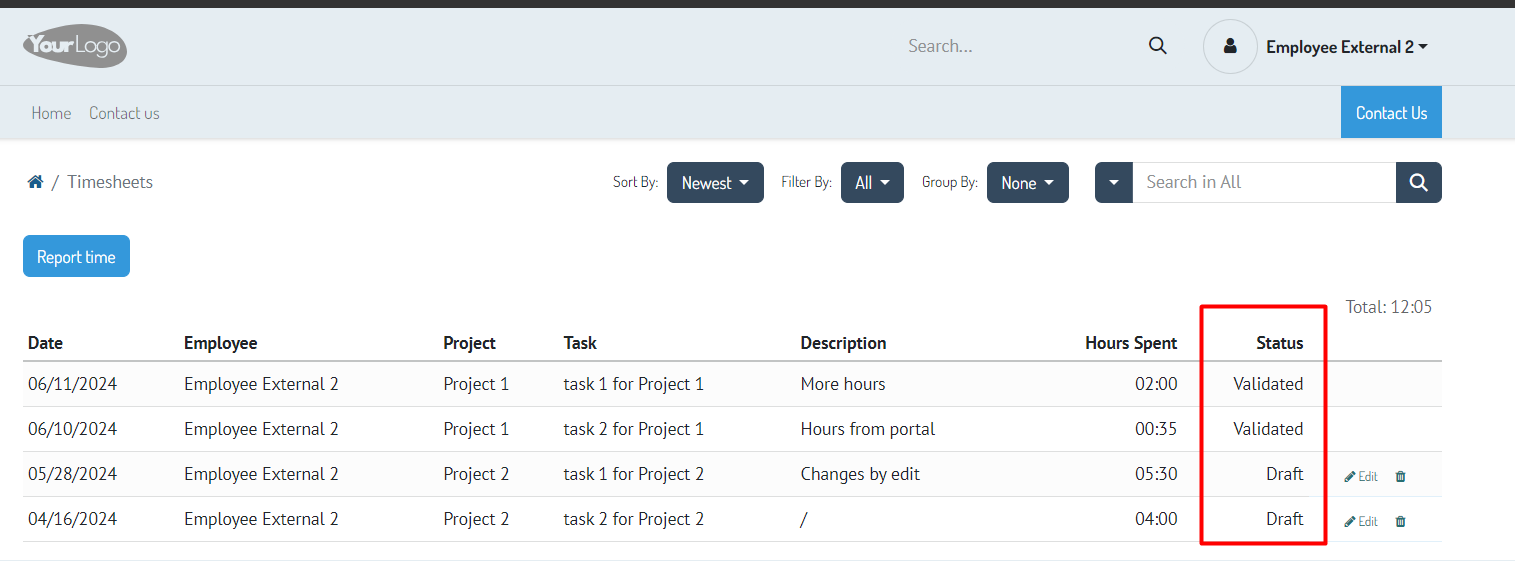 YourLogo
Search...
Employee External 2
Home Contact us Contact Us
/ Timesheets Sort By: Newest Filter By: All Group By: None Search in All
Report time
Total: 12:05
Date Employee Project Task Description Hours Spent Status
06/11/2024 Employee External 2 Project 1 task 1 for Project 1 More hours 02:00 Validated
06/10/2024 Employee External 2 Project 1 task 2 for Project 1 Hours from portal 00:35 Validated
05/28/2024 Employee External 2 Project 2 task 1 for Project 2 Changes by edit 05:30 Draft Edit
04/16/2024 Employee External 2 Project 2 task 2 for Project 2 / 04:00 Draft Edit